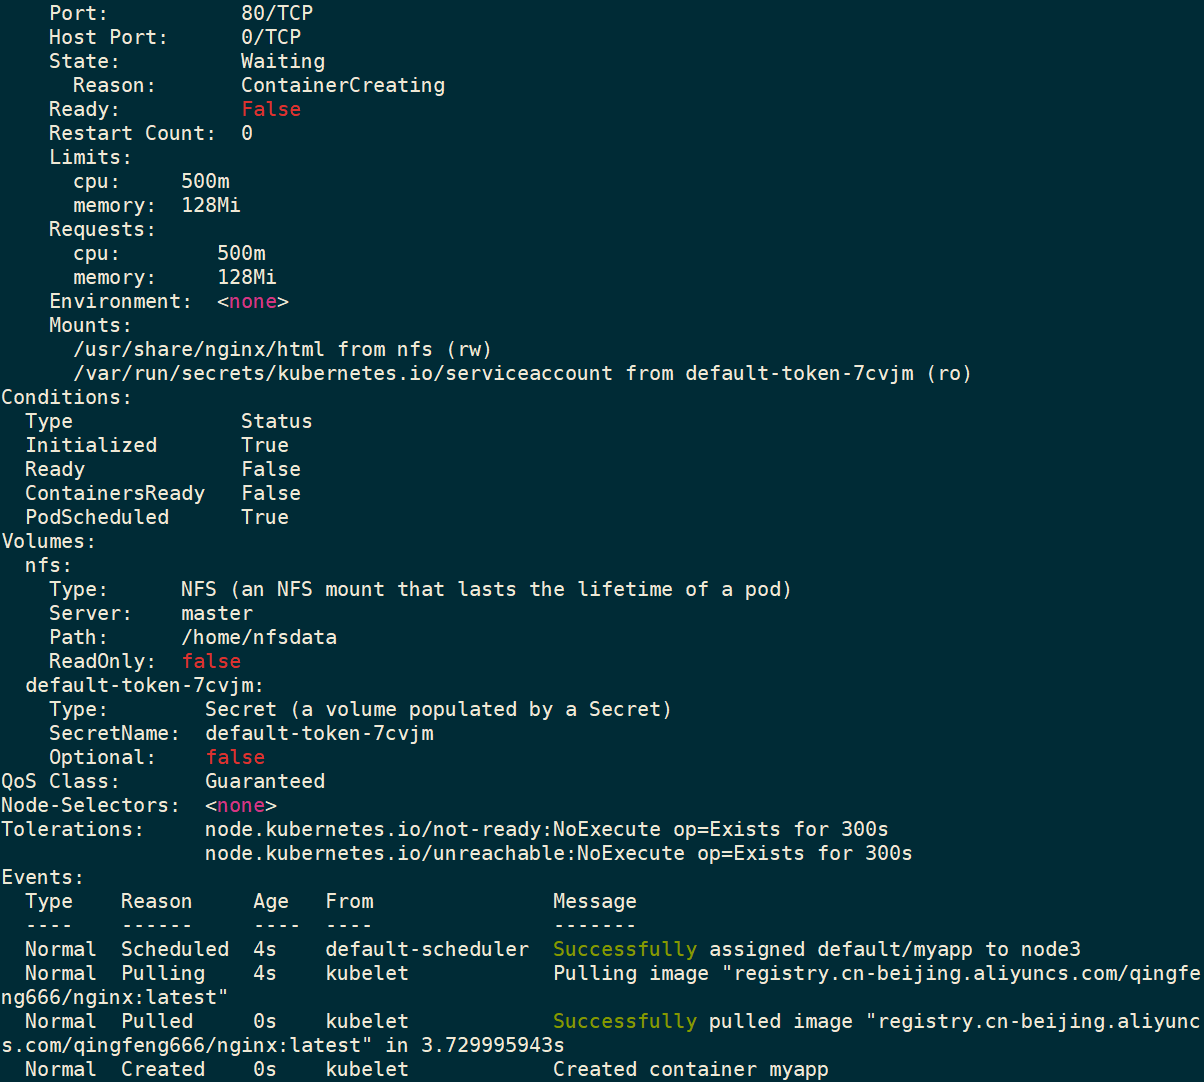 Port:           80/TCP
Host Port:      0/TCP
State:          Waiting
Reason:       ContainerCreating
Ready:          False
Restart Count:  0
Limits:
cpu:     500m
memory:  128Mi
Requests:
cpu:        500m
memory:     128Mi
Environment:  <none>
Mounts:
/usr/share/nginx/html from nfs (rw)
/var/run/secrets/kubernetes.io/serviceaccount from default-token-7cvjm (ro)
Conditions:
Type              Status
Initialized       True
Ready             False
ContainersReady   False
PodScheduled      True
Volumes:
nfs:
Type:      NFS (an NFS mount that lasts the lifetime of a pod)
Server:    master
Path:      /home/nfsdata
ReadOnly:  false
default-token-7cvjm:
Type:        Secret (a volume populated by a Secret)
SecretName:  default-token-7cvjm
Optional:    false
QoS Class:       Guaranteed
Node-Selectors:  <none>
Tolerations:     node.kubernetes.io/not-ready:NoExecute op=Exists for 300s
node.kubernetes.io/unreachable:NoExecute op=Exists for 300s
Events:
Type    Reason     Age   From               Message
----    ------     ----  ----               -------
Normal  Scheduled  4s    default-scheduler  Successfully assigned default/myapp to node3
Normal  Pulling    4s    kubelet            Pulling image "registry.cn-beijing.aliyuncs.com/qingfe
ng666/nginx:latest"
Normal  Pulled     0s    kubelet            Successfully pulled image "registry.cn-beijing.aliyunc
s.com/qingfeng666/nginx:latest" in 3.729995943s
Normal  Created    0s    kubelet            Created container myapp